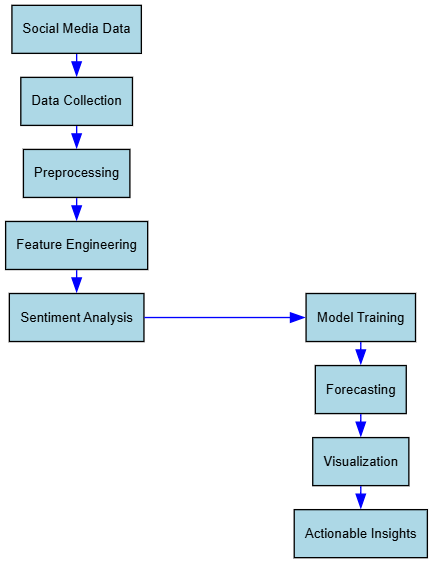 Social Media Data
Data Collection
Preprocessing
Feature Engineering
Sentiment Analysis
Model Training
Forecasting
Visualization
Actionable Insights